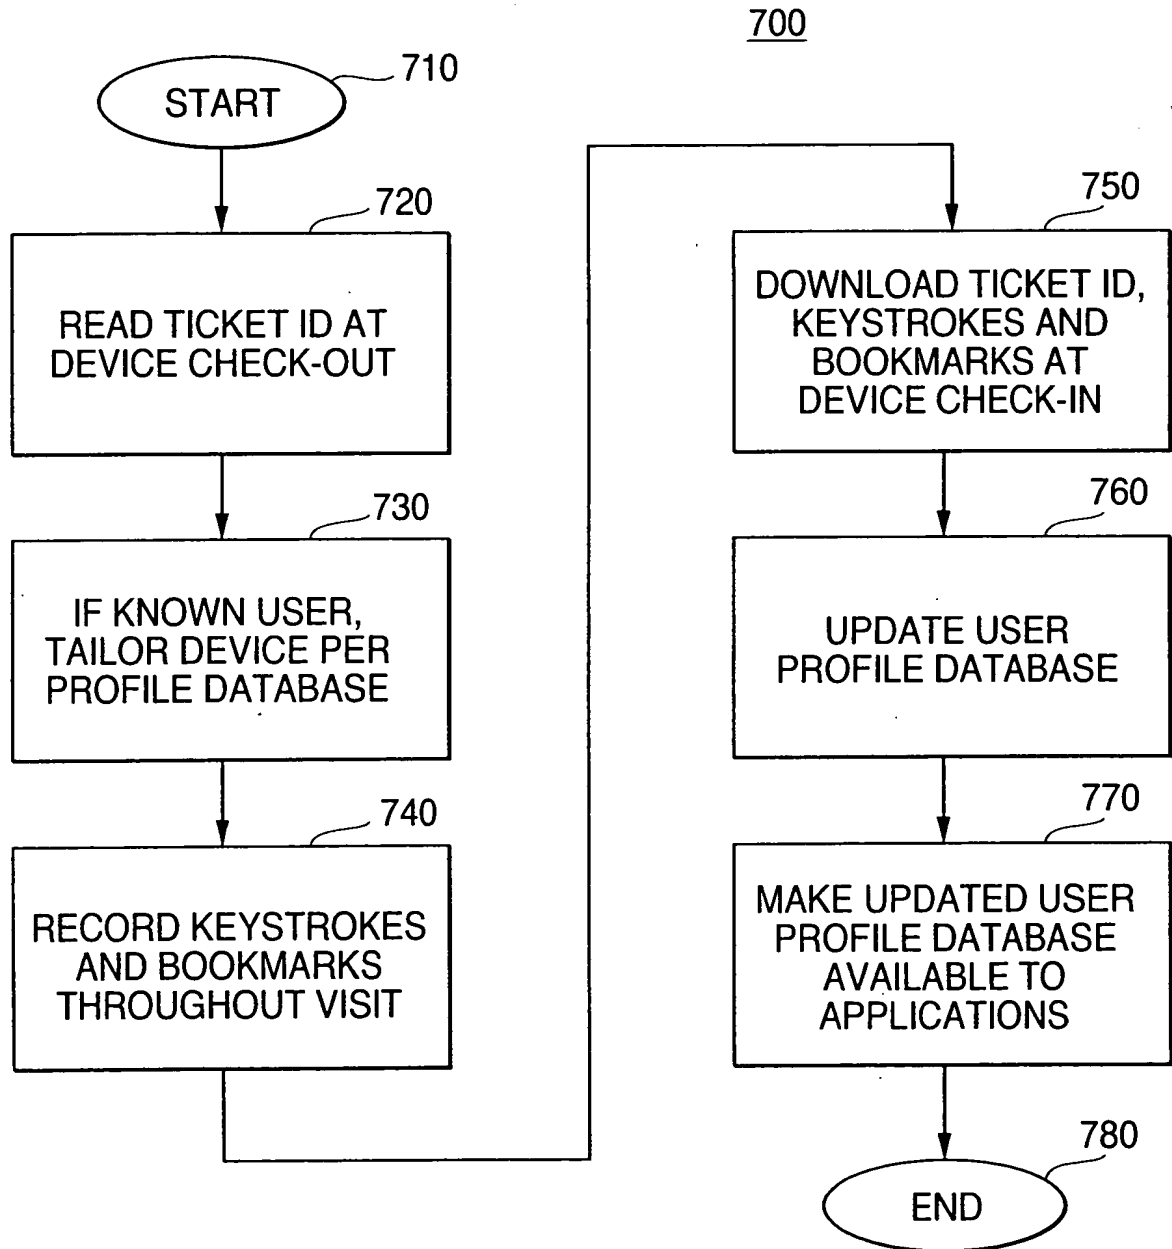 700
710
START
720
READ TICKET ID AT
DEVICE CHECK-OUT
730
IF KNOWN USER,
TAILOR DEVICE PER
PROFILE DATABASE
740
RECORD KEYSTROKES
AND BOOKMARKS
THROUGHOUT VISIT
750
DOWNLOAD TICKET ID,
KEYSTROKES AND
BOOKMARKS AT
DEVICE CHECK-IN
760
UPDATE USER
PROFILE DATABASE
770
MAKE UPDATED USER
PROFILE DATABASE
AVAILABLE TO
APPLICATIONS
780
END